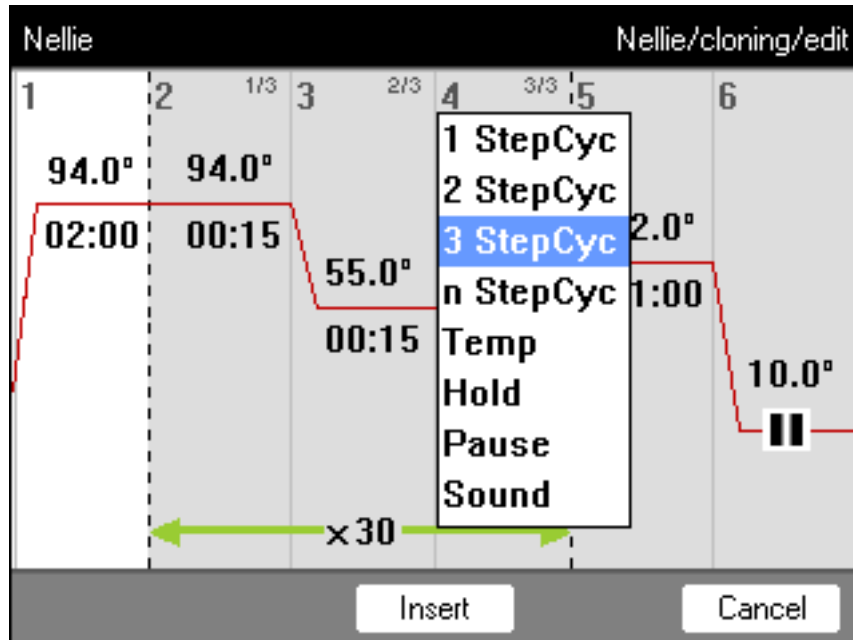 Nellie
Nellie/cloning/edit
1 2 1/3 3 2/3 4 3/3 5 6
94.0° 94.0° 2.0°
02:00 00:15 1:00
55.0°
00:15
10.0°
1 StepCyc
2 StepCyc
3 StepCyc
n StepCyc
Temp
Hold
Pause
Sound
×30
Insert
Cancel